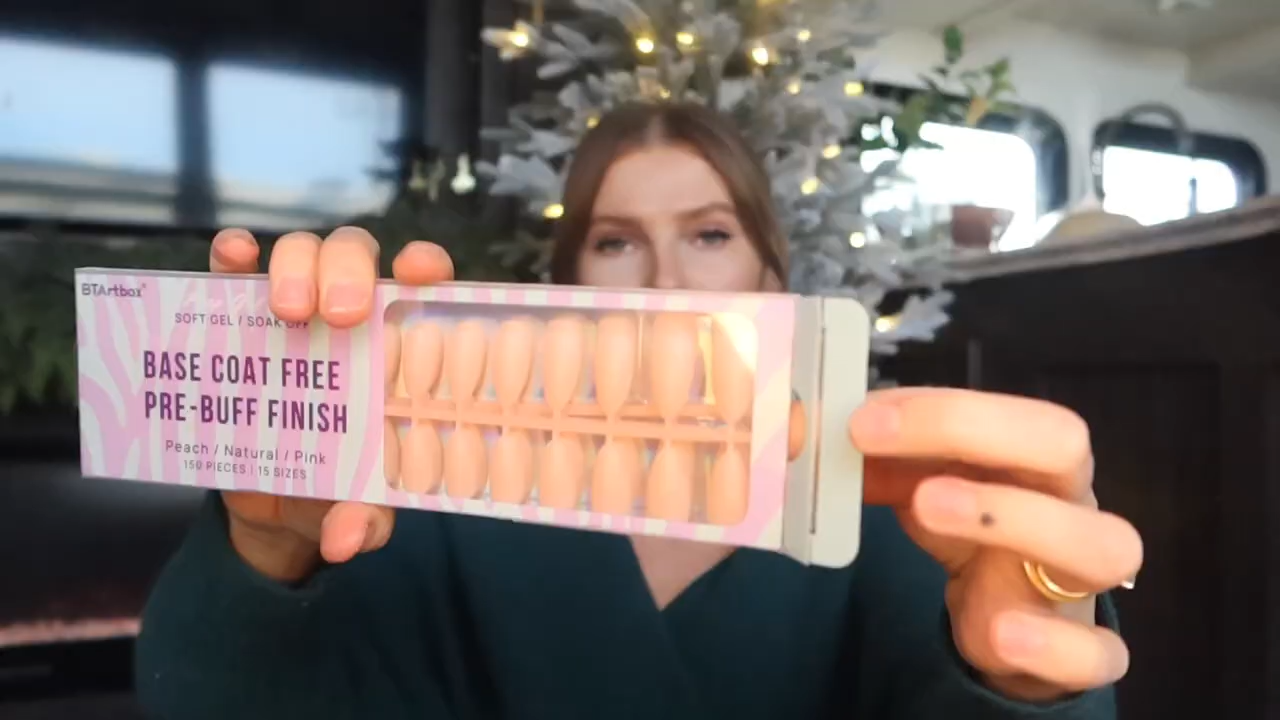 BTArtbox®
SOFT GEL / SOAK OFF
BASE COAT FREE
PRE-BUFF FINISH
Peach / Natural / Pink
150 PIECES | 15 SIZES